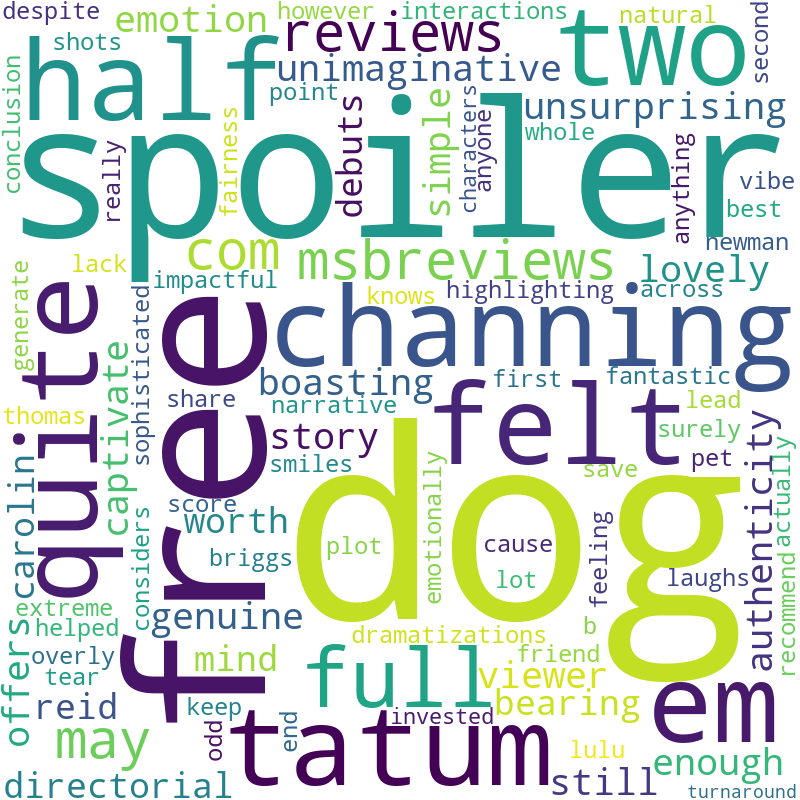 despite
emotion
however
interactions
natural
second
shots
reviews
two
half
unimaginative
point
conclusion
debuts
simple
characters
anyone
unsurprising
whole
really
fairness
spoiler
anything
vibe
best
newman
com
msbreviews
lovely
lack
impactful
knows
highlighting
across
generate
quite
sophisticated
free
channing
boasting
first
fantastic
thomas
captivate
share
narrative
felt
lead
story
surely
carolin
smiles
save
pet
authenticity
actually
score
worth
dog
emotionally
considers
briggs
plot
cause
feeling
lot
laughs
recommend
extreme
genuine
helped
dramatizations
b
offers
overly
mind
full
friend
tear
viewer
em
reid
keep
invested
bearing
may
odd
end
tatum
lulu
enough
directorial
still
turnaround